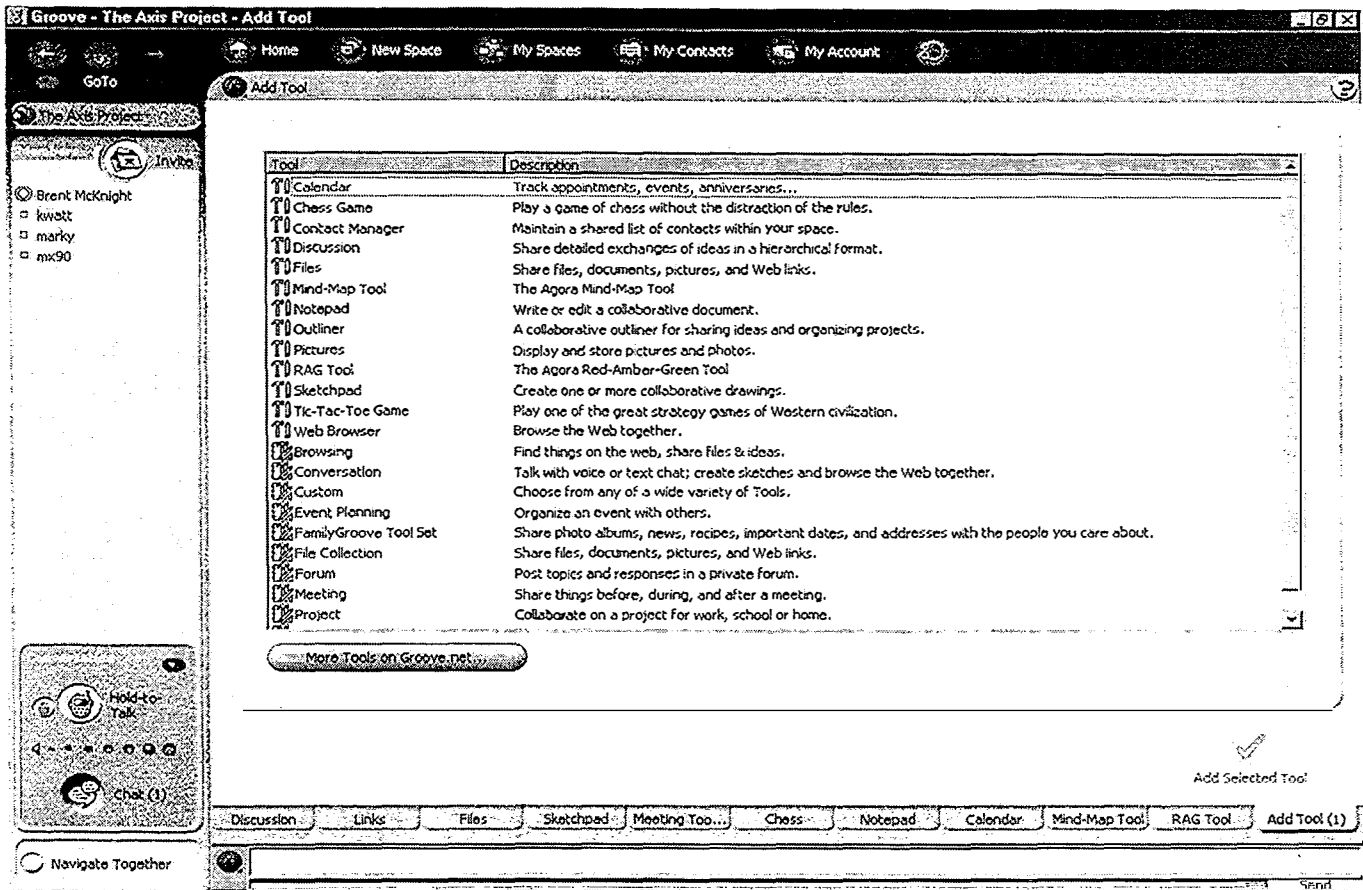 Groove - The Axis Project - Add Tool
Home New Space My Spaces My Contacts My Account
GoTo
Add Tool
The Axis Project
Invite
Brent McKnight
kwatt
marky
mx90
Tool Description
Calendar Track appointments, events, anniversaries...
Chess Game Play a game of chess without the distraction of the rules.
Contact Manager Maintain a shared list of contacts within your space.
Discussion Share detailed exchanges of ideas in a hierarchical format.
Files Share files, documents, pictures, and Web links.
Mind-Map Tool The Agora Mind-Map Tool
Notepad Write or edit a collaborative document.
Outliner A collaborative outliner for sharing ideas and organizing projects.
Pictures Display and store pictures and photos.
RAG Tool The Agora Red-Amber-Green Tool
Sketchpad Create one or more collaborative drawings.
Tic-Tac-Toe Game Play one of the great strategy games of Western civilization.
Web Browser Browse the Web together.
Browsing Find things on the web, share files & ideas.
Conversation Talk with voice or text chat; create sketches and browse the Web together.
Custom Choose from any of a wide variety of Tools.
Event Planning Organize an event with others.
FamilyGroove Tool Set Share photo albums, news, recipes, important dates, and addresses with the people you care about.
File Collection Share files, documents, pictures, and Web links.
Forum Post topics and responses in a private forum.
Meeting Share things before, during, and after a meeting.
Project Collaborate on a project for work, school or home.
More Tools on Groove.net...
Hold-to-
Talk
Chat (1)
Add Selected Tool
Discussion Links Files Sketchpad Meeting Too... Chess Notepad Calendar Mind-Map Tool RAG Tool Add Tool (1)
Navigate Together
Send